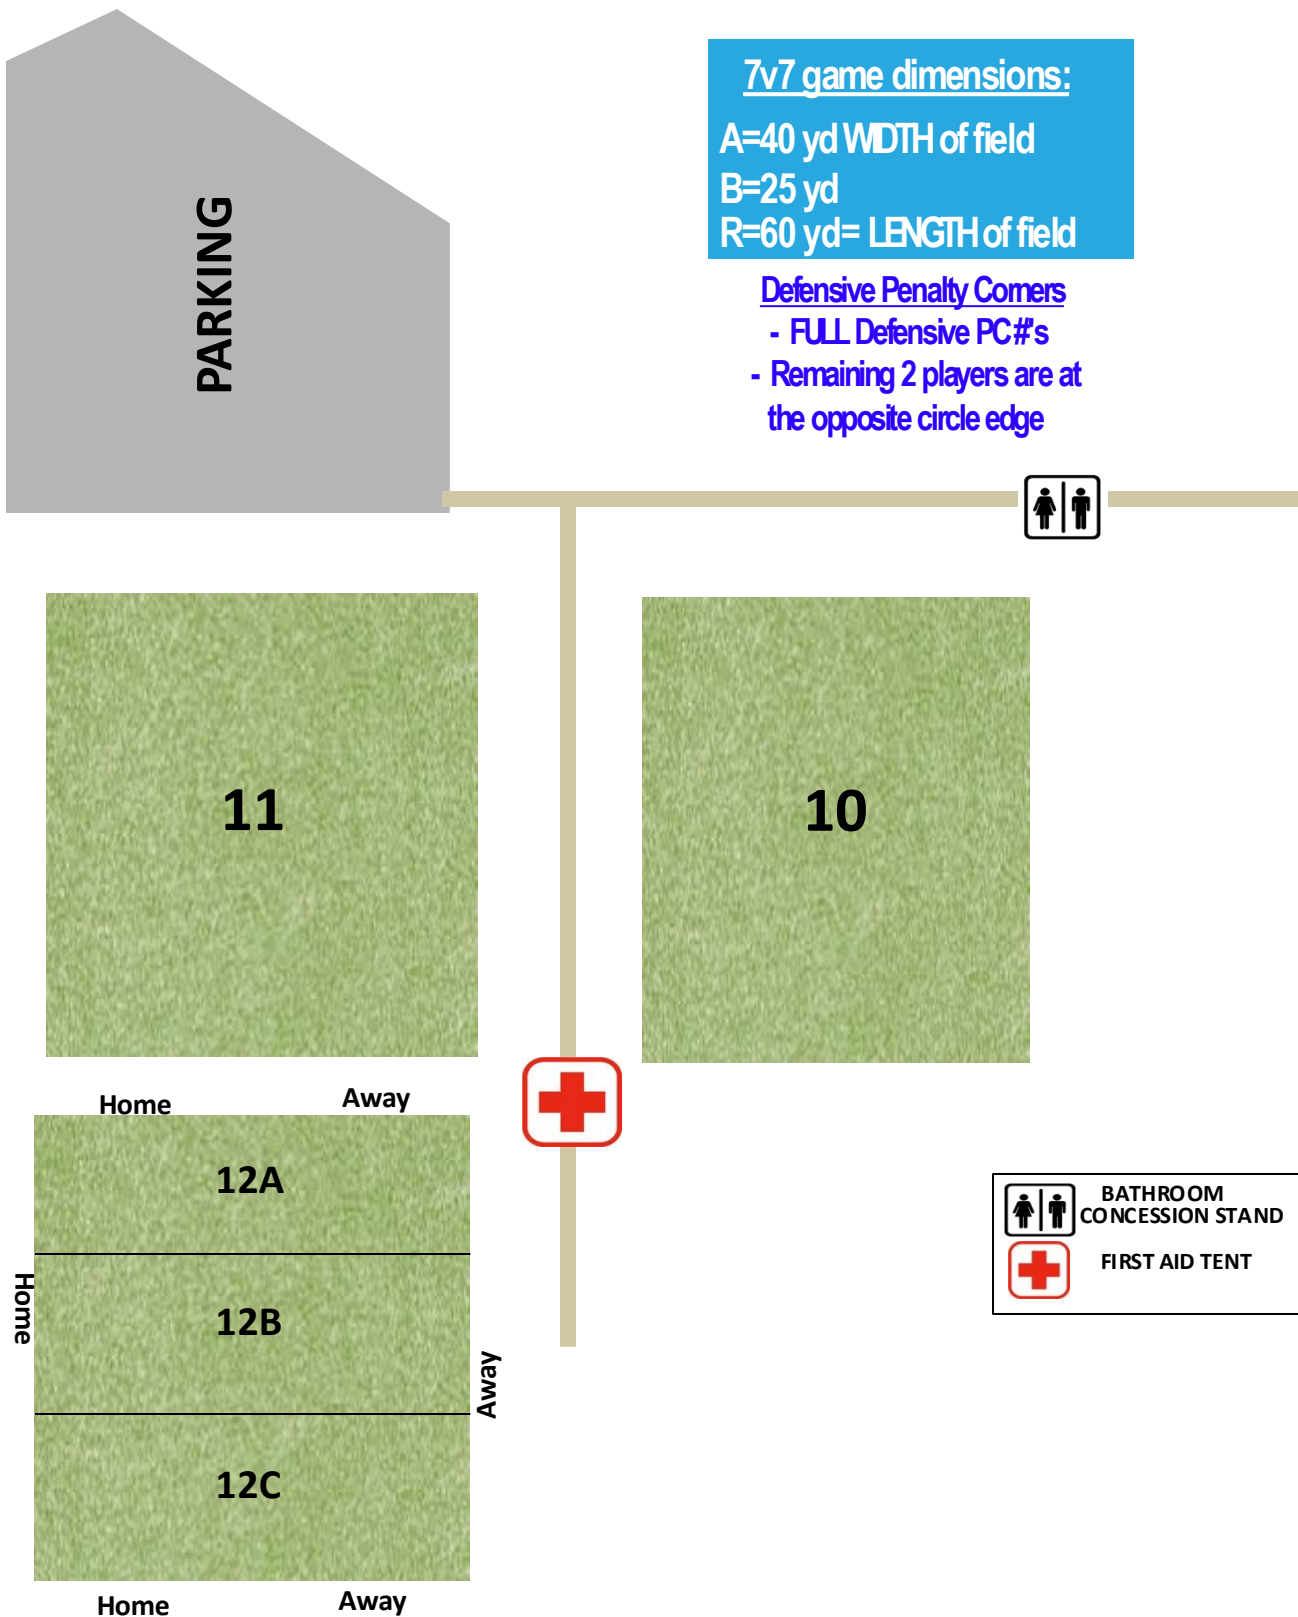 7v7 game dimensions:
A=40 yd WIDTH of field
B=25 yd
R=60 yd= LENGTH of field
Defensive Penalty Corners
- FULL Defensive PC #'s
- Remaining 2 players are at
the opposite circle edge
PARKING
11
10
Home Away
12A
Home
12B
Away
12C
Home Away
BATHROOM
CONCESSION STAND
FIRST AID TENT